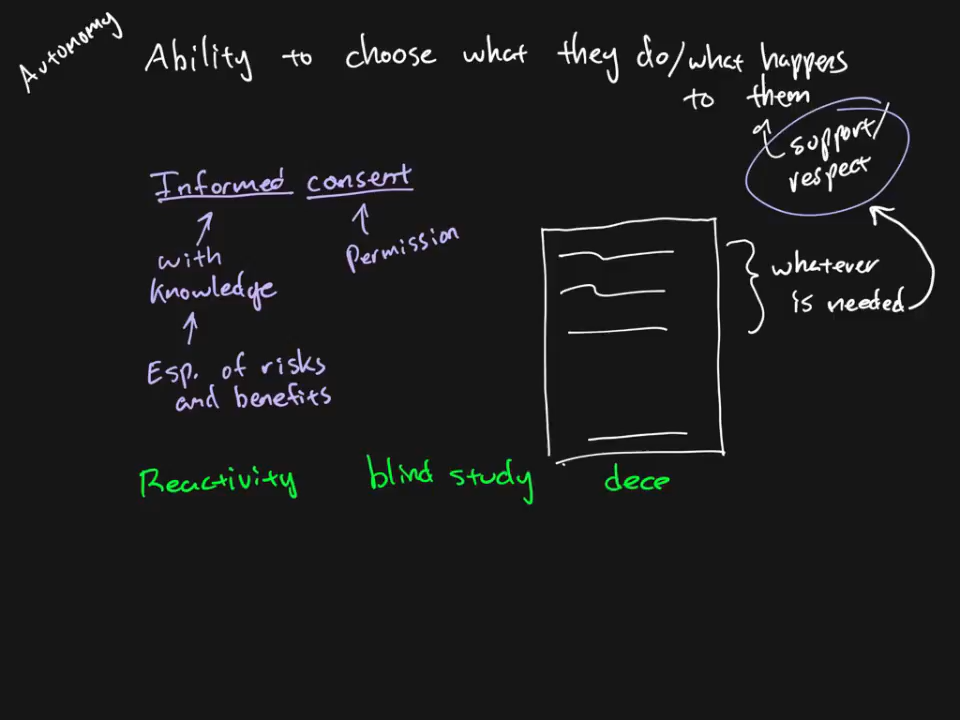 Autonomy
Ability to choose what they do/what happens
to them
support/
respect
Informed consent
with
knowledge
Permission
Esp. of risks
and benefits
whatever
is needed
Reactivity
blind study
dece